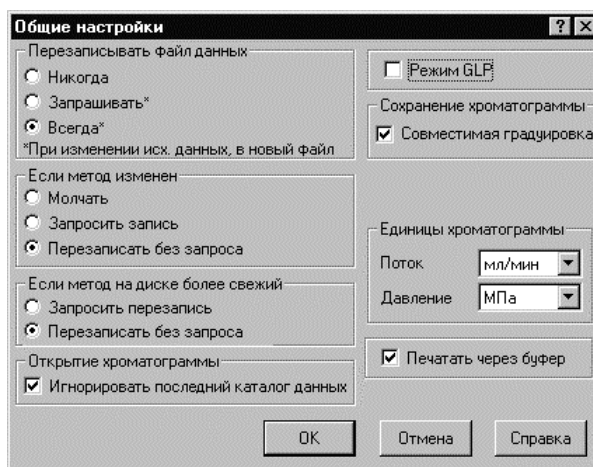 Общие настройки
Перезаписывать файл данных
Никогда
Запрашивать*
Всегда*
*При изменении исх. данных, в новый файл
Если метод изменен
Молчать
Запросить запись
Перезаписать без запроса
Если метод на диске более свежий
Запросить перезапись
Перезаписать без запроса
Открытие хроматограммы
Игнорировать последний каталог данных
Режим GLP
Сохранение хроматограммы
Совместимая градуировка
Единицы хроматограммы
Поток мл/мин
Давление МПа
Печатать через буфер
OK Отмена Справка